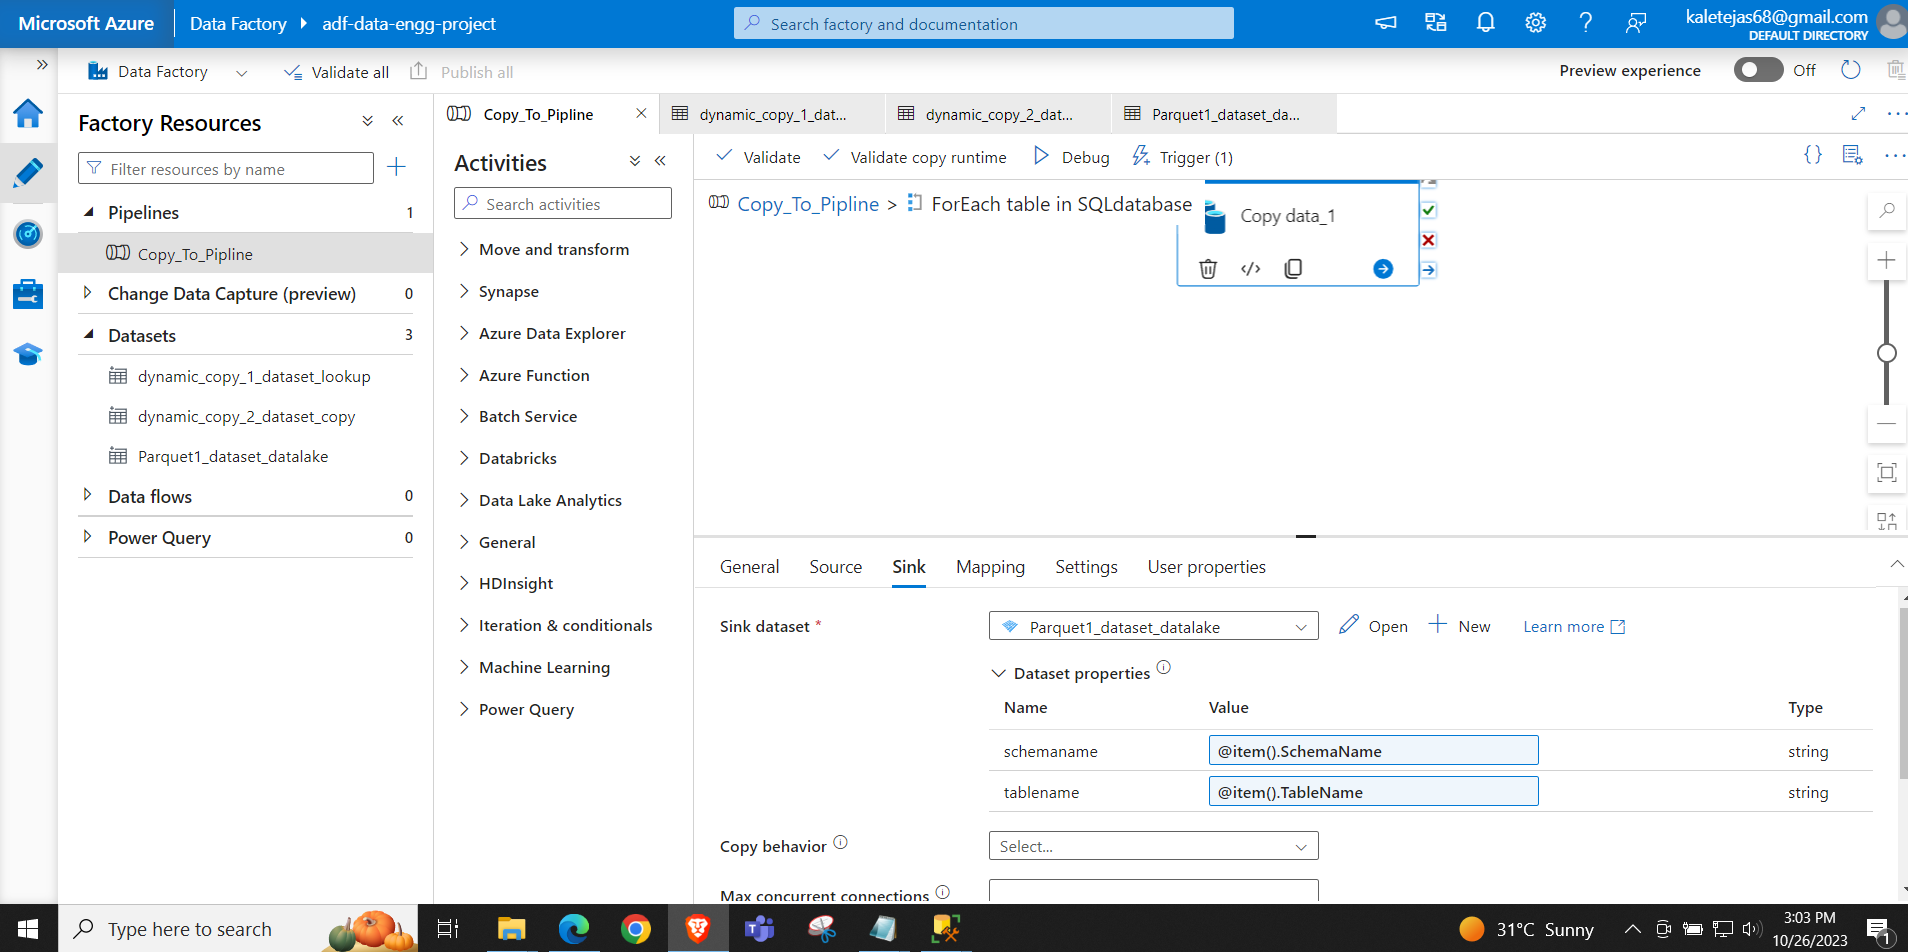 Microsoft Azure
Data Factory
adf-data-engg-project
Search factory and documentation
kaletejas68@gmail.com
DEFAULT DIRECTORY
Data Factory
Validate all
Publish all
Preview experience
Off
Factory Resources
Filter resources by name
Pipelines 1
Copy_To_Pipline
Change Data Capture (preview) 0
Datasets 3
dynamic_copy_1_dataset_lookup
dynamic_copy_2_dataset_copy
Parquet1_dataset_datalake
Data flows 0
Power Query 0
Copy_To_Pipline
dynamic_copy_1_dat...
dynamic_copy_2_dat...
Parquet1_dataset_da...
Activities
Search activities
Move and transform
Synapse
Azure Data Explorer
Azure Function
Batch Service
Databricks
Data Lake Analytics
General
HDInsight
Iteration & conditionals
Machine Learning
Power Query
Validate
Validate copy runtime
Debug
Trigger (1)
Copy_To_Pipline > ForEach table in SQLdatabase
Copy data_1
General
Source
Sink
Mapping
Settings
User properties
Sink dataset *
Parquet1_dataset_datalake
Open
New
Learn more
Dataset properties
Name Value Type
schemaname @item().SchemaName string
tablename @item().TableName string
Copy behavior
Select...
Max concurrent connections
Type here to search
31°C Sunny
3:03 PM
10/26/2023
1